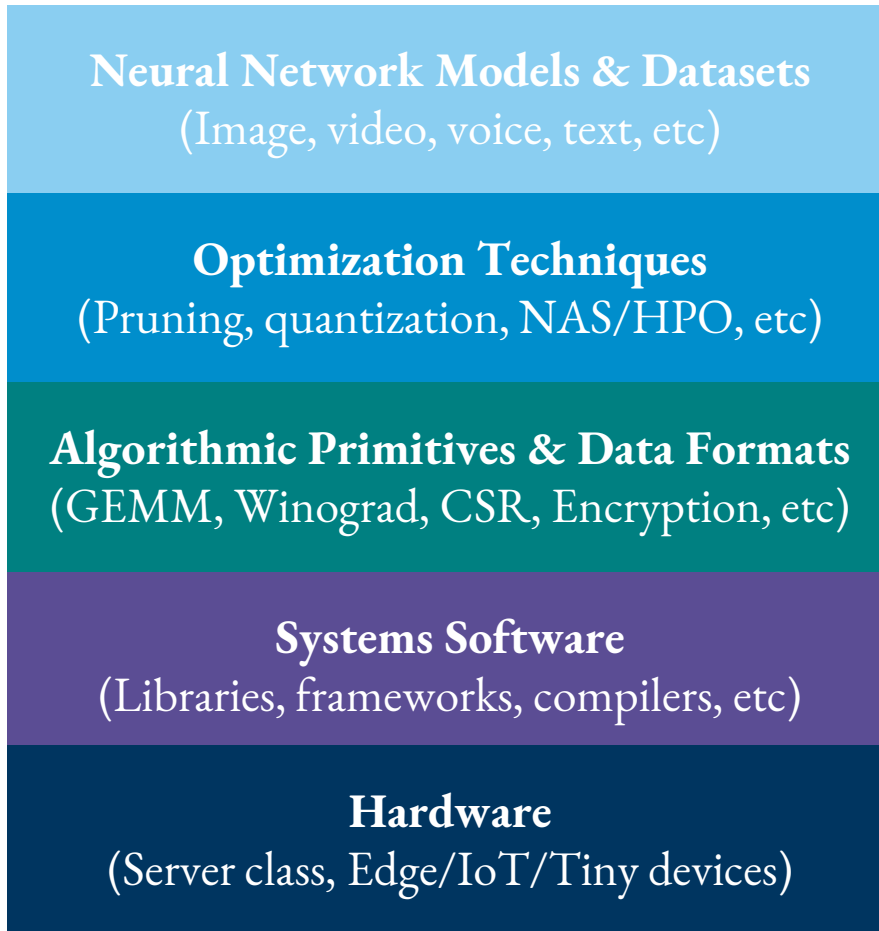 Neural Network Models & Datasets
(Image, video, voice, text, etc)
Optimization Techniques
(Pruning, quantization, NAS/HPO, etc)
Algorithmic Primitives & Data Formats
(GEMM, Winograd, CSR, Encryption, etc)
Systems Software
(Libraries, frameworks, compilers, etc)
Hardware
(Server class, Edge/IoT/Tiny devices)